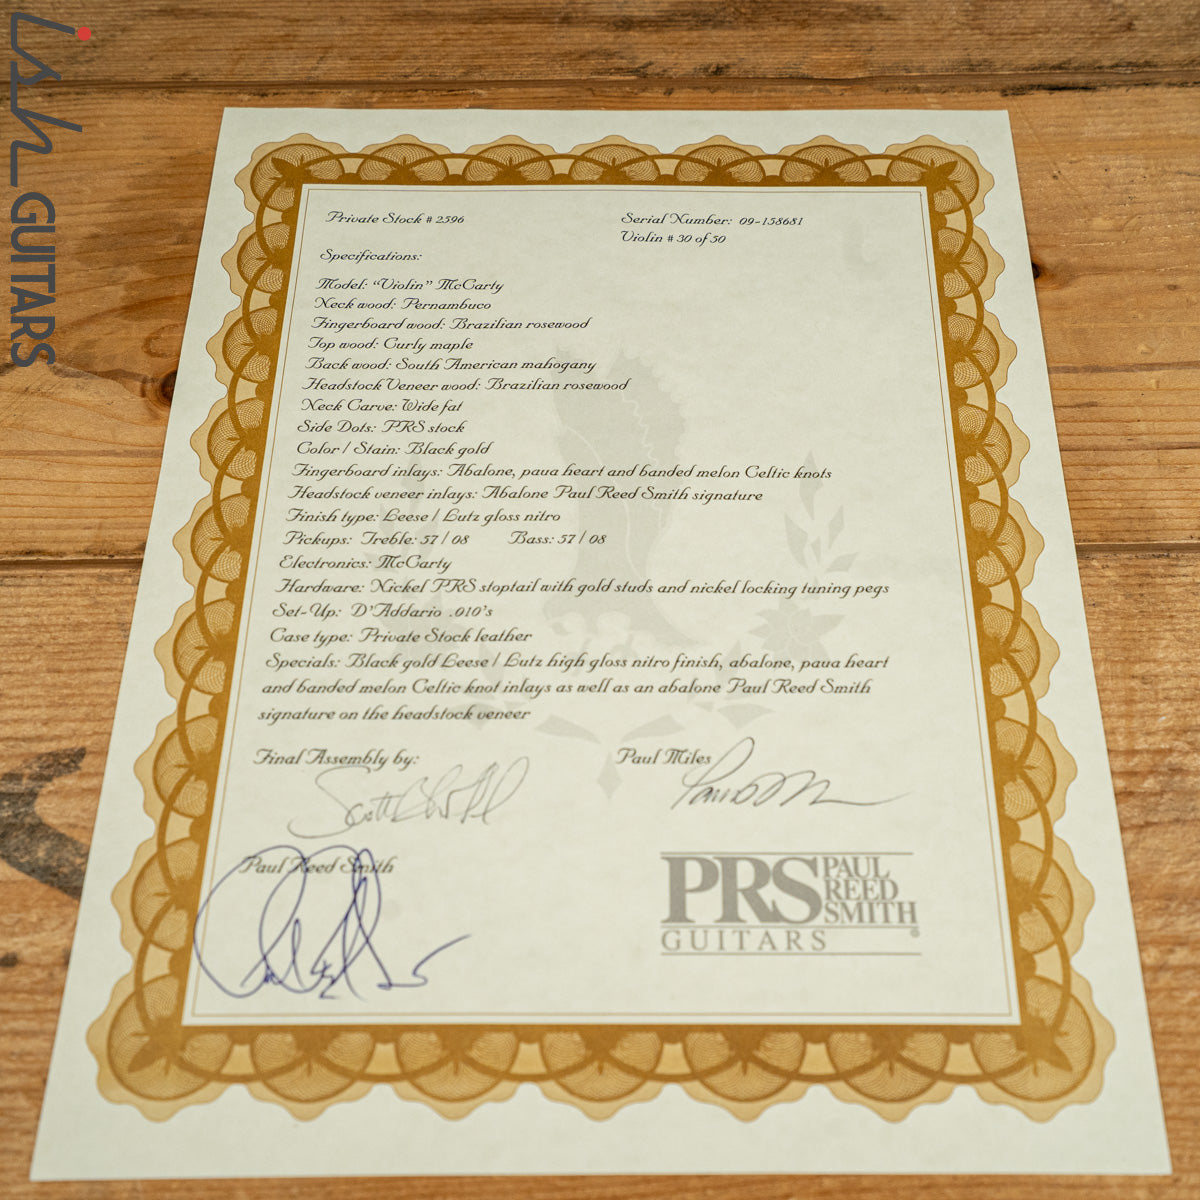 ish GUITARS
Private Stock # 2596
Serial Number: 09-158681
Violin # 30 of 50
Specifications:
Model: "Violin" McCarty
Neck wood: Pernambuco
Fingerboard wood: Brazilian rosewood
Top wood: Curly maple
Back wood: South American mahogany
Headstock Veneer wood: Brazilian rosewood
Neck Carve: Wide fat
Side Dots: PRS stock
Color / Stain: Black gold
Fingerboard inlays: Abalone, paua heart and banded melon Celtic knots
Headstock veneer inlays: Abalone Paul Reed Smith signature
Finish type: Leese / Lutz gloss nitro
Pickups: Treble: 57 / 08 Bass: 57 / 08
Electronics: McCarty
Hardware: Nickel PRS stoptail with gold studs and nickel locking tuning pegs
Set-Up: D'Addario .010's
Case type: Private Stock leather
Specials: Black gold Leese / Lutz high gloss nitro finish, abalone, paua heart
and banded melon Celtic knot inlays as well as an abalone Paul Reed Smith
signature on the headstock veneer
Final Assembly by:
Paul Miles
Paul Reed Smith
PRS PAUL
REED
SMITH
GUITARS